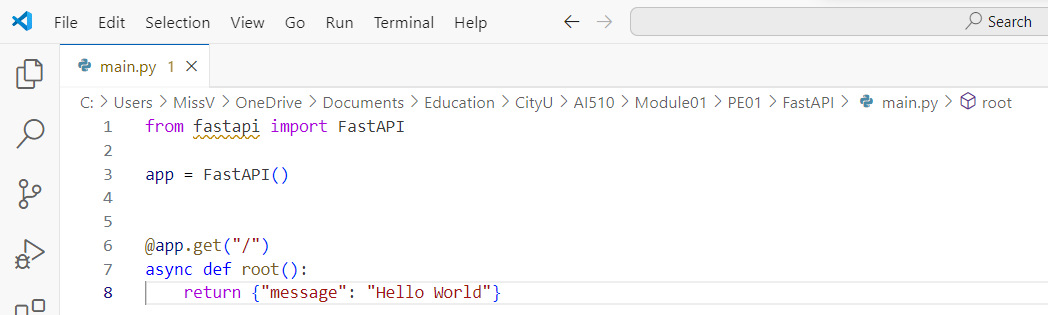 File Edit Selection View Go Run Terminal Help Search
main.py 1
C: > Users > MissV > OneDrive > Documents > Education > CityU > AI510 > Module01 > PE01 > FastAPI > main.py > root
1 from fastapi import FastAPI
2
3 app = FastAPI()
4
5
6 @app.get("/")
7 async def root():
8     return {"message": "Hello World"}